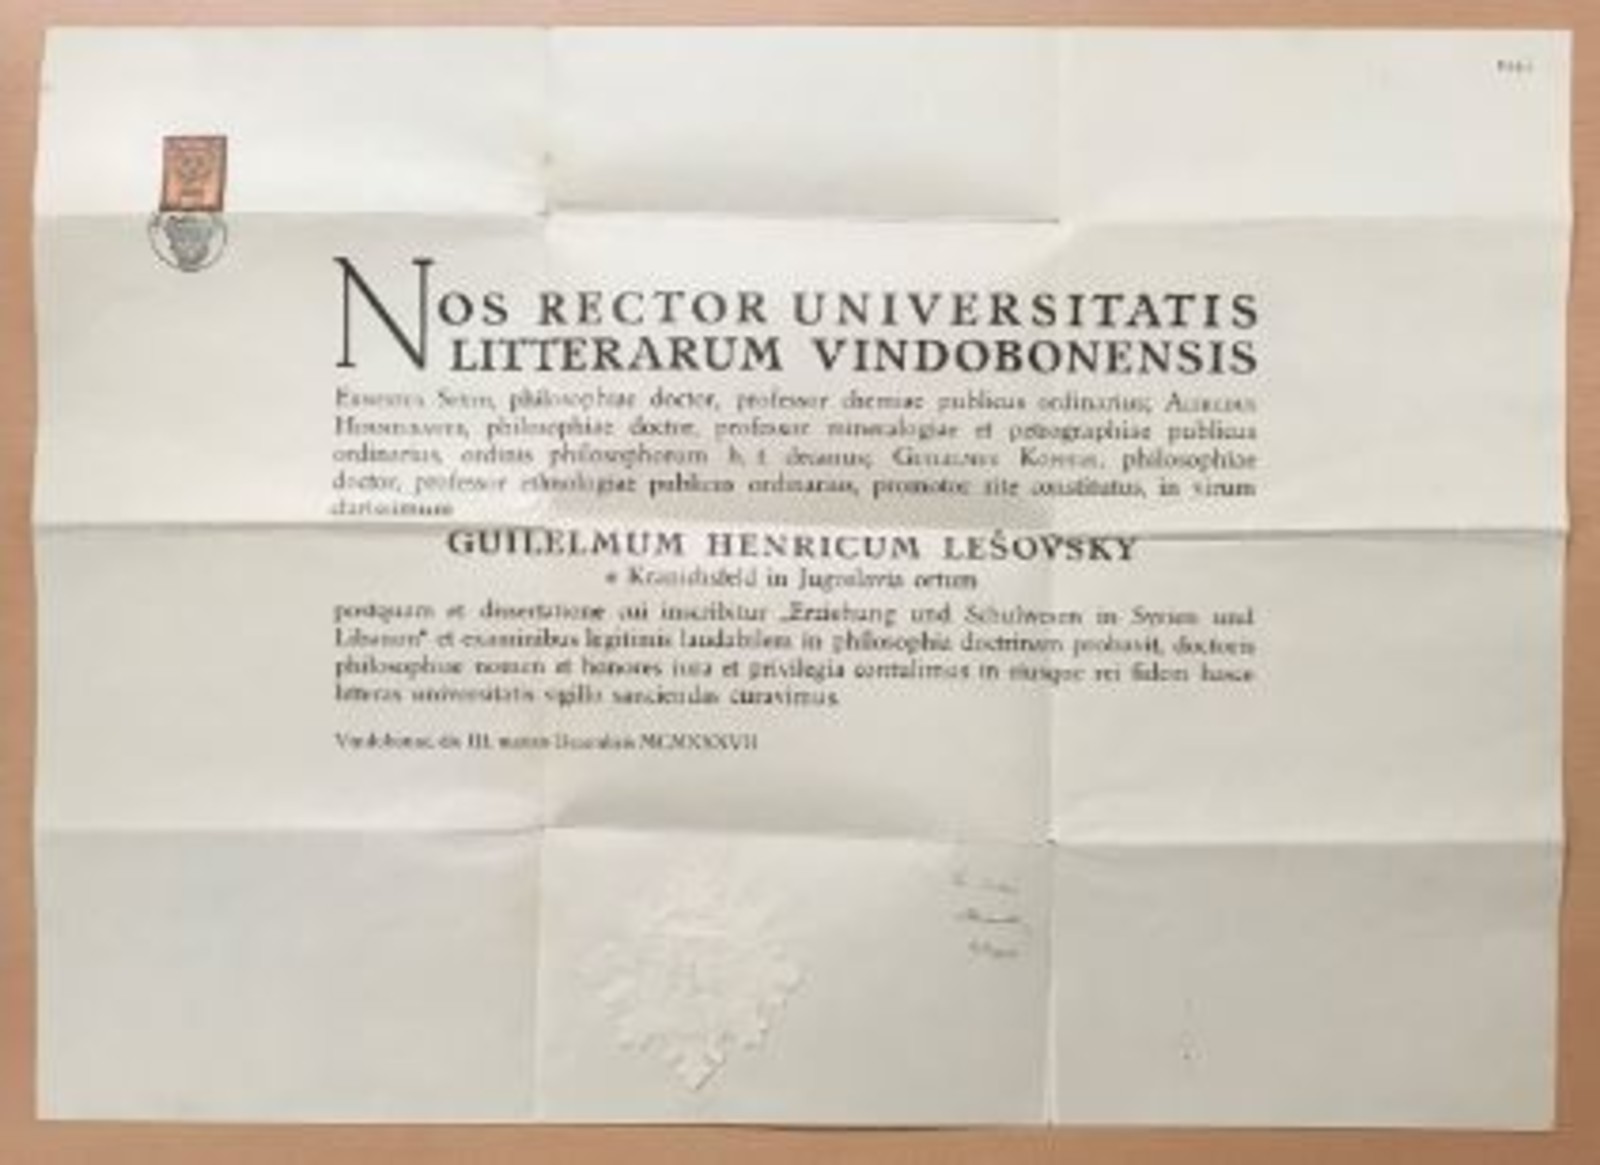 NOS RECTOR UNIVERSITATIS
LITTERARUM VINDOBONENSIS
philosophiae doctor, professor chemiae publicus ordinarius;
philosophiae doctor, professor mineralogiae et petrographiae publicus
ordinarius, ordinis philosophorum h. t. decanus; philosophiae
doctor, professor ethnologiae publicus ordinarius, promotor rite constitutus, in virum
clarissimum
GUILELMUM HENRICUM LEŠOVSKY
e Kranichsfeld in Jugoslavia ortum
postquam et dissertatione cui inscribitur „Erziehung und Schulwesen in Syrien und
Libanon“ et examinibus legitimis laudabilem in philosophia doctrinam probavit, doctoris
philosophiae nomen et honores iura et privilegia contulimus in eiusque rei fidem hasce
litteras universitatis sigillo sanciendas curavimus.
Vindobonae, die III. mensis